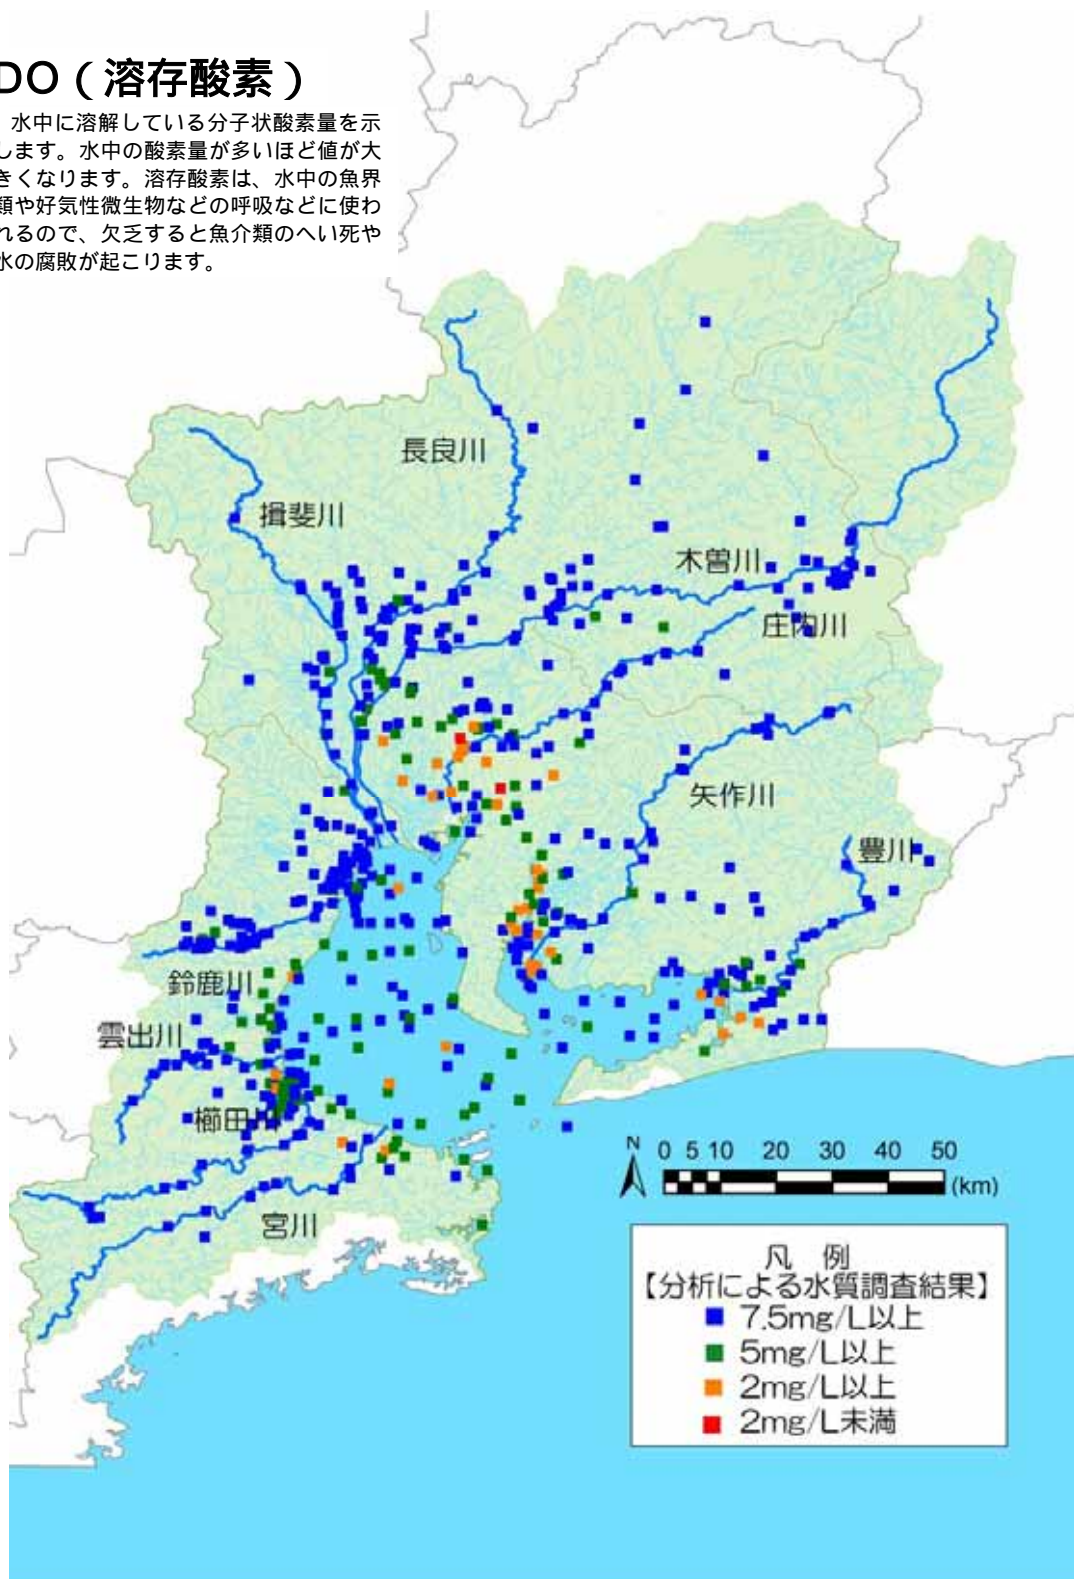 DO（溶存酸素）
水中に溶解している分子状酸素量を示
します。水中の酸素量が多いほど値が大
きくなります。溶存酸素は、水中の魚界
類や好気性微生物などの呼吸などに使わ
れるので、欠乏すると魚介類のへい死や
水の腐敗が起こります。
長良川
揖斐川
木曽川
庄内川
矢作川
豊川
鈴鹿川
雲出川
櫛田川
宮川
N
0 5 10 20 30 40 50
(km)
凡 例
【分析による水質調査結果】
7.5mg/L以上
5mg/L以上
2mg/L以上
2mg/L未満